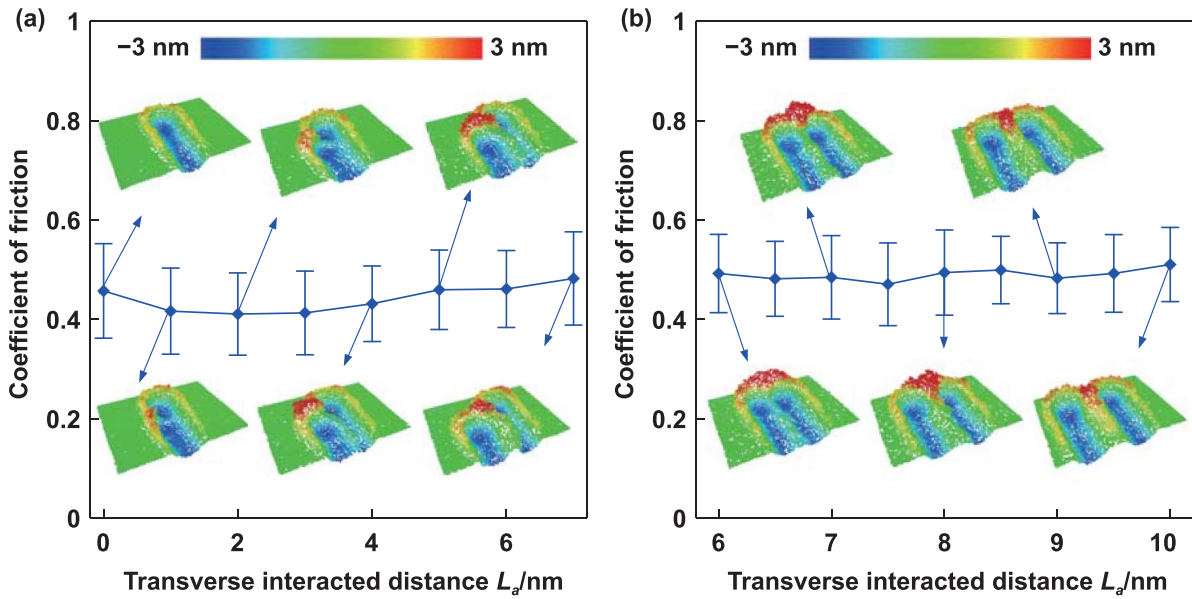 (a)
−3 nm
3 nm
Coefficient of friction
1
0.8
0.6
0.4
0.2
0
0
2
4
6
Transverse interacted distance Lₐ/nm
(b)
−3 nm
3 nm
Coefficient of friction
1
0.8
0.6
0.4
0.2
0
6
7
8
9
10
Transverse interacted distance Lₐ/nm